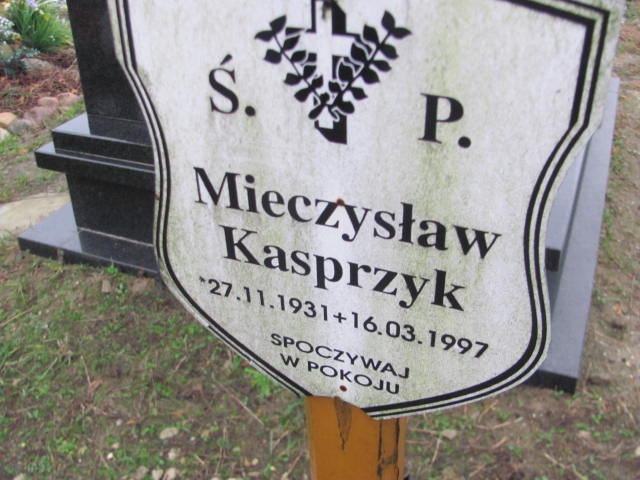 Ś. P.
Mieczysław
Kasprzyk
*27.11.1931+16.03.1997
SPOCZYWAJ
W POKOJU